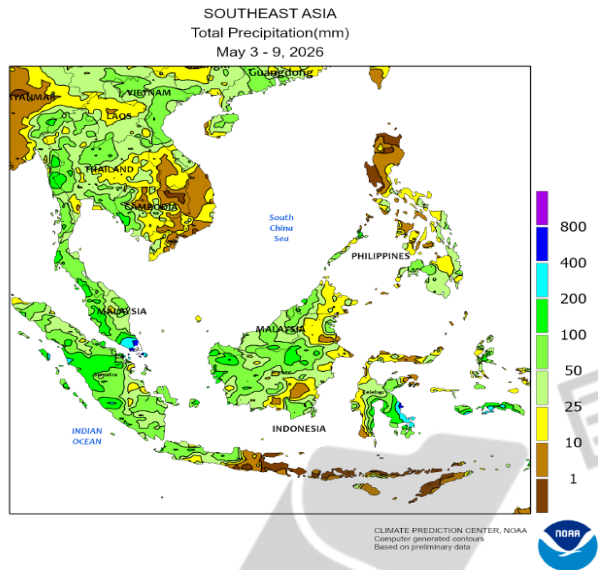 SOUTHEAST ASIA
Total Precipitation(mm)
May 3 - 9, 2026
Guangdong
MYANMAR
VIETNAM
LAOS
THAILAND
CAMBODIA
South
China
Sea
PHILIPPINES
MALAYSIA
MALAYSIA
INDIAN
OCEAN
INDONESIA
800
400
200
100
50
25
10
1
CLIMATE PREDICTION CENTER, NOAA
Computer generated contours
Based on preliminary data
NOAA